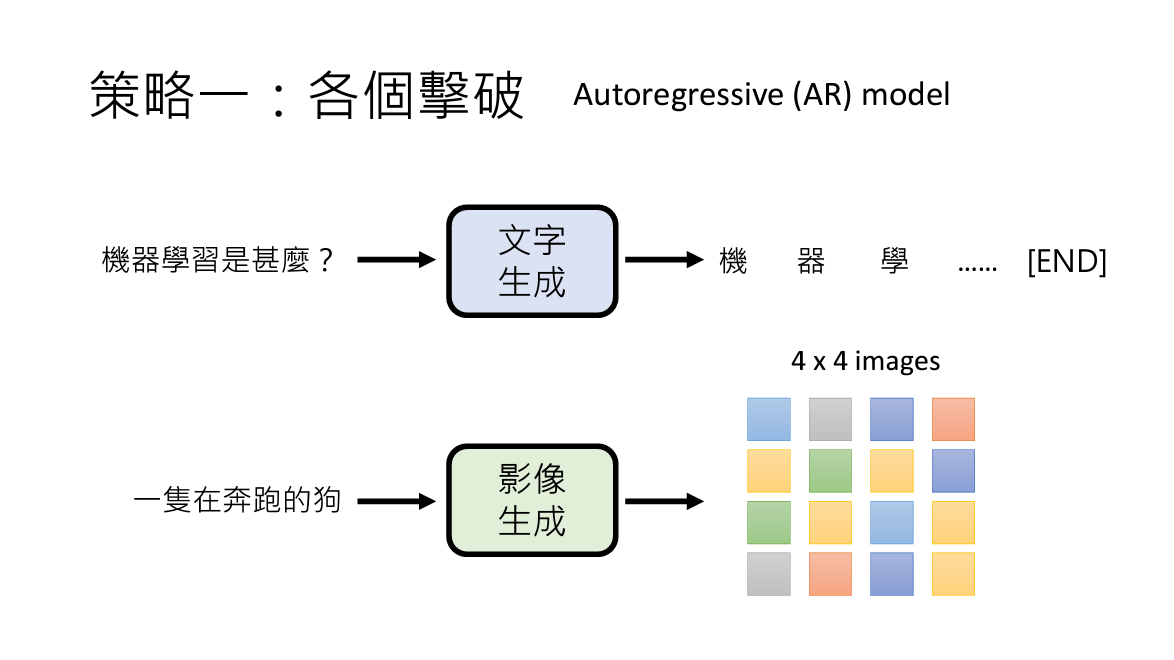 策略一：各個擊破 Autoregressive (AR) model
機器學習是甚麼？
文字
生成
機 器 學 …… [END]
4 x 4 images
一隻在奔跑的狗
影像
生成